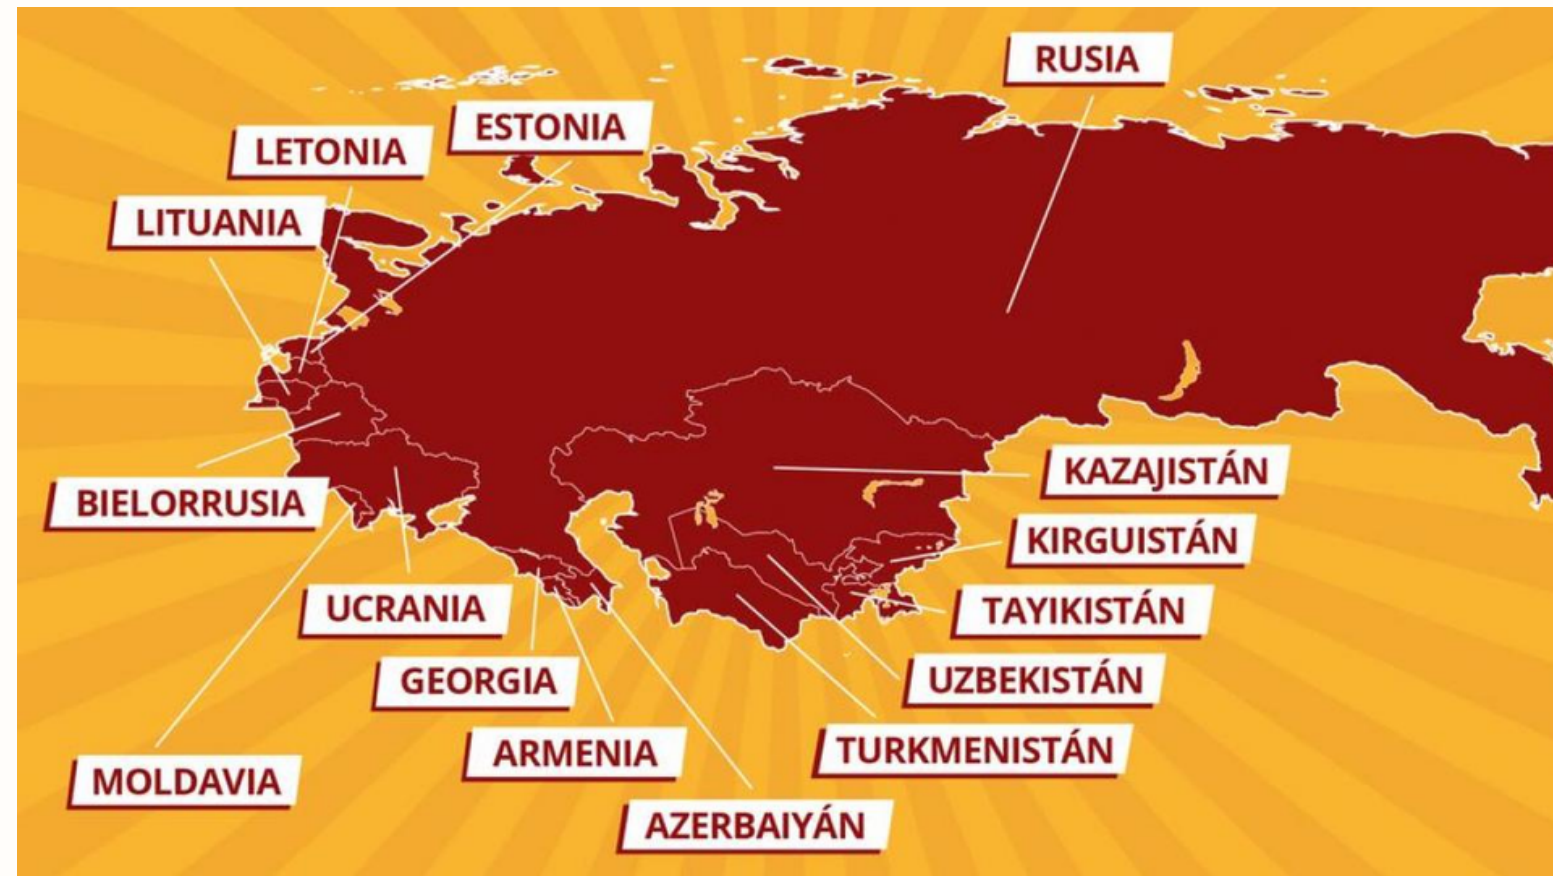 RUSIA
ESTONIA
LETONIA
LITUANIA
KAZAJISTÁN
BIELORRUSIA
KIRGUISTÁN
UCRANIA
TAYIKISTÁN
GEORGIA
UZBEKISTÁN
ARMENIA
TURKMENISTÁN
MOLDAVIA
AZERBAIYÁN